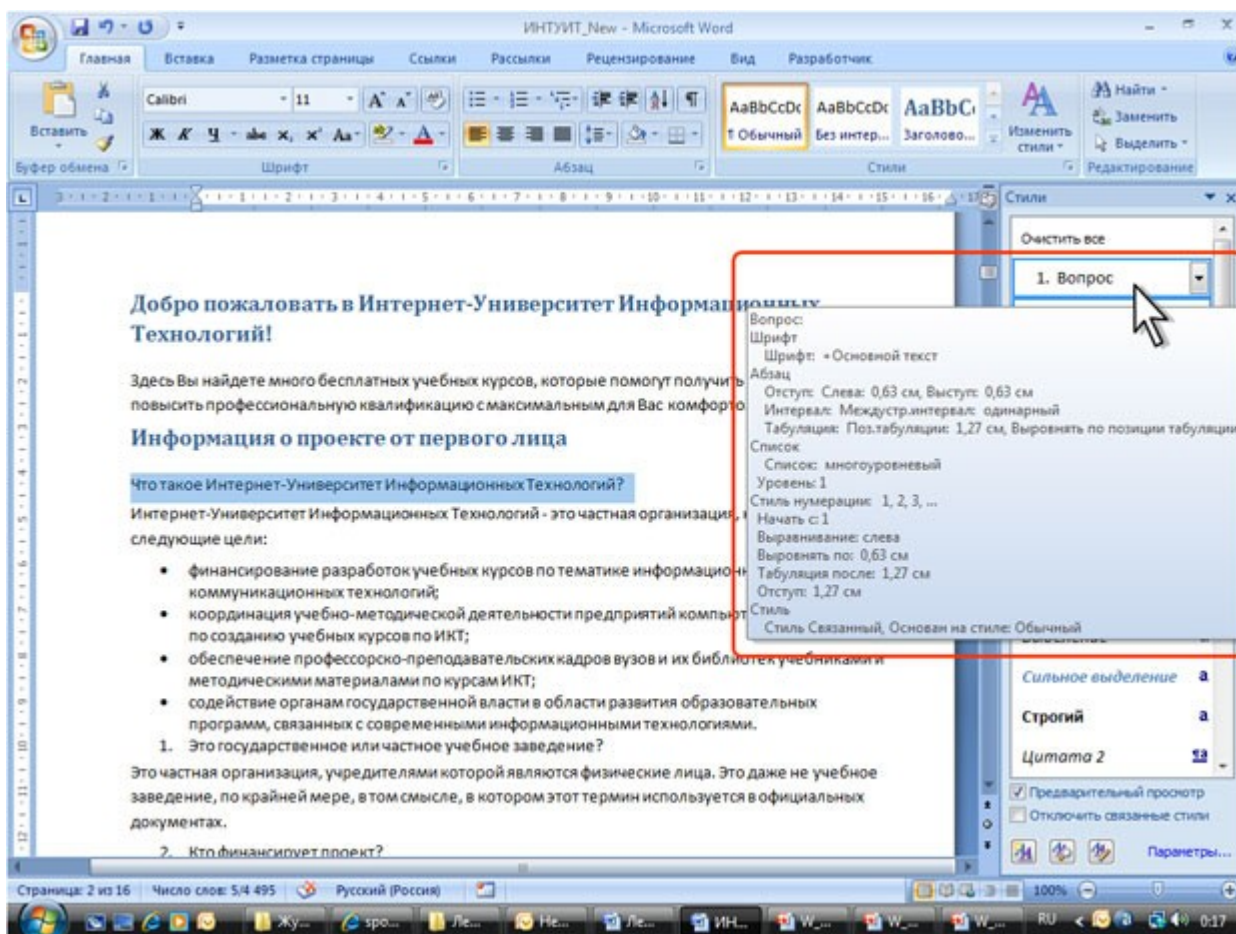 ИНТУИТ_New - Microsoft Word
Главная Вставка Разметка страницы Ссылки Рассылки Рецензирование Вид Разработчик
Вставить
Calibri 11
Ж К Ч abc x, x' Aa
AaBbCcDc AaBbCcDc AaBbC
¶ Обычный Без интер... Заголово...
Изменить стили
Найти
Заменить
Выделить
Буфер обмена Шрифт Абзац Стили Редактирование
Стили
Очистить все
1. Вопрос
Добро пожаловать в Интернет-Университет Информационных
Технологий!
Здесь Вы найдете много бесплатных учебных курсов, которые помогут получить
повысить профессиональную квалификацию с максимальным для Вас комфорто
Информация о проекте от первого лица
Что такое Интернет-Университет Информационных Технологий?
Интернет-Университет Информационных Технологий - это частная организация,
следующие цели:
• финансирование разработок учебных курсов по тематике информацион
коммуникационных технологий;
• координация учебно-методической деятельности предприятий компьют
по созданию учебных курсов по ИКТ;
• обеспечение профессорско-преподавательских кадров вузов и их библиотек учебниками и
методическими материалами по курсам ИКТ;
• содействие органам государственной власти в области развития образовательных
программ, связанных с современными информационными технологиями.
1. Это государственное или частное учебное заведение?
Это частная организация, учредителями которой являются физические лица. Это даже не учебное
заведение, по крайней мере, в том смысле, в котором этот термин используется в официальных
документах.
2. Кто финансирует проект?
Вопрос:
Шрифт
Шрифт: +Основной текст
Абзац
Отступ: Слева: 0,63 см, Выступ: 0,63 см
Интервал: Междустр.интервал: одинарный
Табуляция: Поз.табуляции: 1,27 см, Выровнять по позиции табуляции
Список
Список: многоуровневый
Уровень: 1
Стиль нумерации: 1, 2, 3, ...
Начать с: 1
Выравнивание: слева
Выровнять по: 0,63 см
Табуляция после: 1,27 см
Отступ: 1,27 см
Стиль
Стиль Связанный, Основан на стиле: Обычный
Сильное выделение a
Строгий a
Цитата 2 ¶a
Предварительный просмотр
Отключить связанные стили
Параметры...
Страница: 2 из 16 Число слов: 5/4 495 Русский (Россия) 100%
Жу... spo... Ле... Не... Ле... ИН... W_... W_... W_... RU 0:17